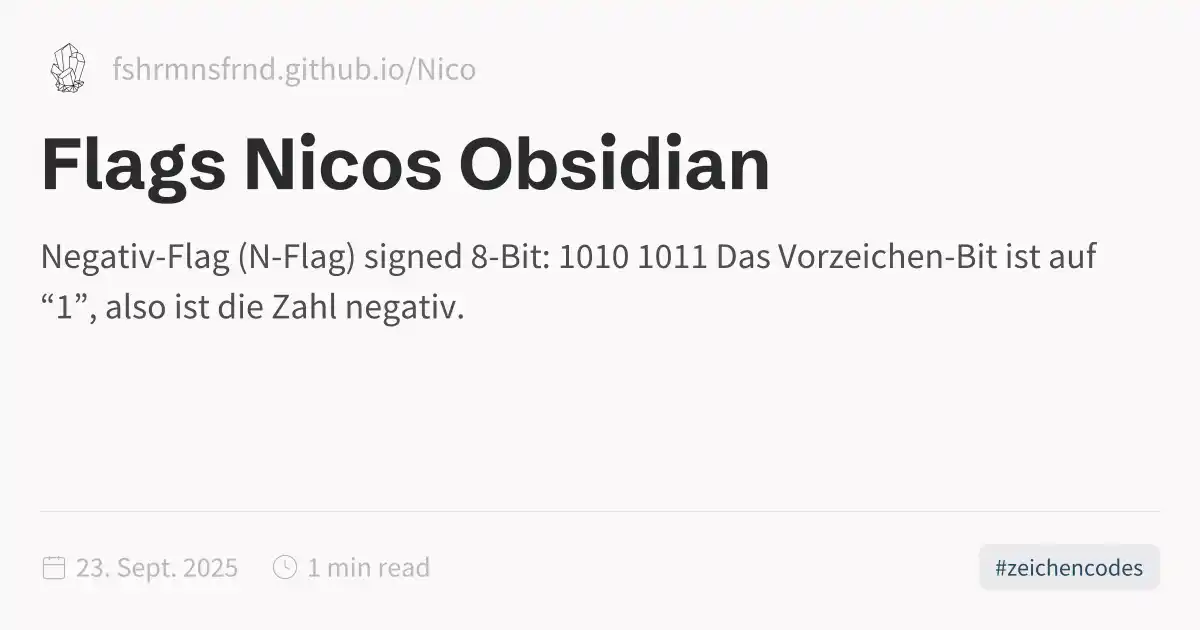 fshrmnsfrnd.github.io/Nico
Flags Nicos Obsidian
Negativ-Flag (N-Flag) signed 8-Bit: 1010 1011 Das Vorzeichen-Bit ist auf
“1”, also ist die Zahl negativ.
23. Sept. 2025 1 min read #zeichencodes